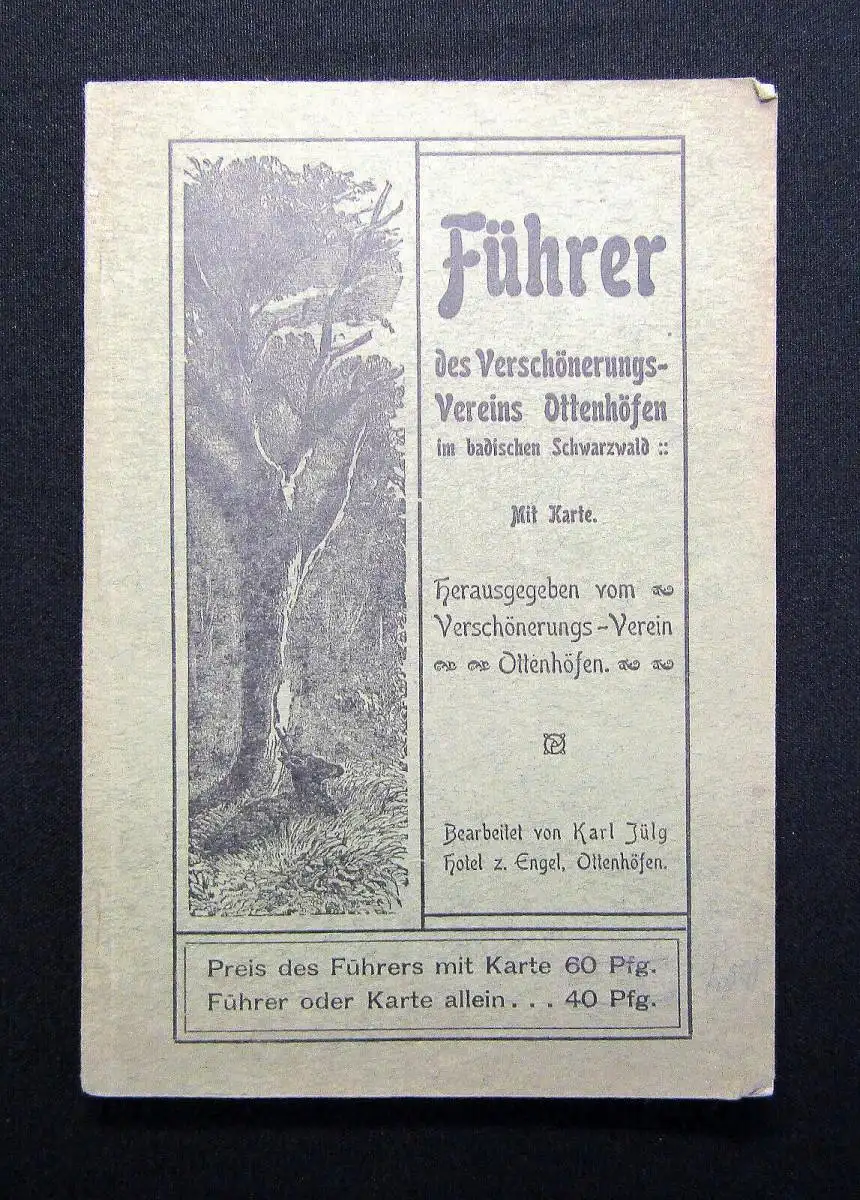 Führer
des Verschönerungs-
Vereins Ottenhöfen
im badischen Schwarzwald ::
Mit Karte.
Herausgegeben vom
Verschönerungs-Verein
Ottenhöfen.
Bearbeitet von Karl Jülg
Hotel z. Engel, Ottenhöfen.
Preis des Führers mit Karte 60 Pfg.
Führer oder Karte allein . . . 40 Pfg.